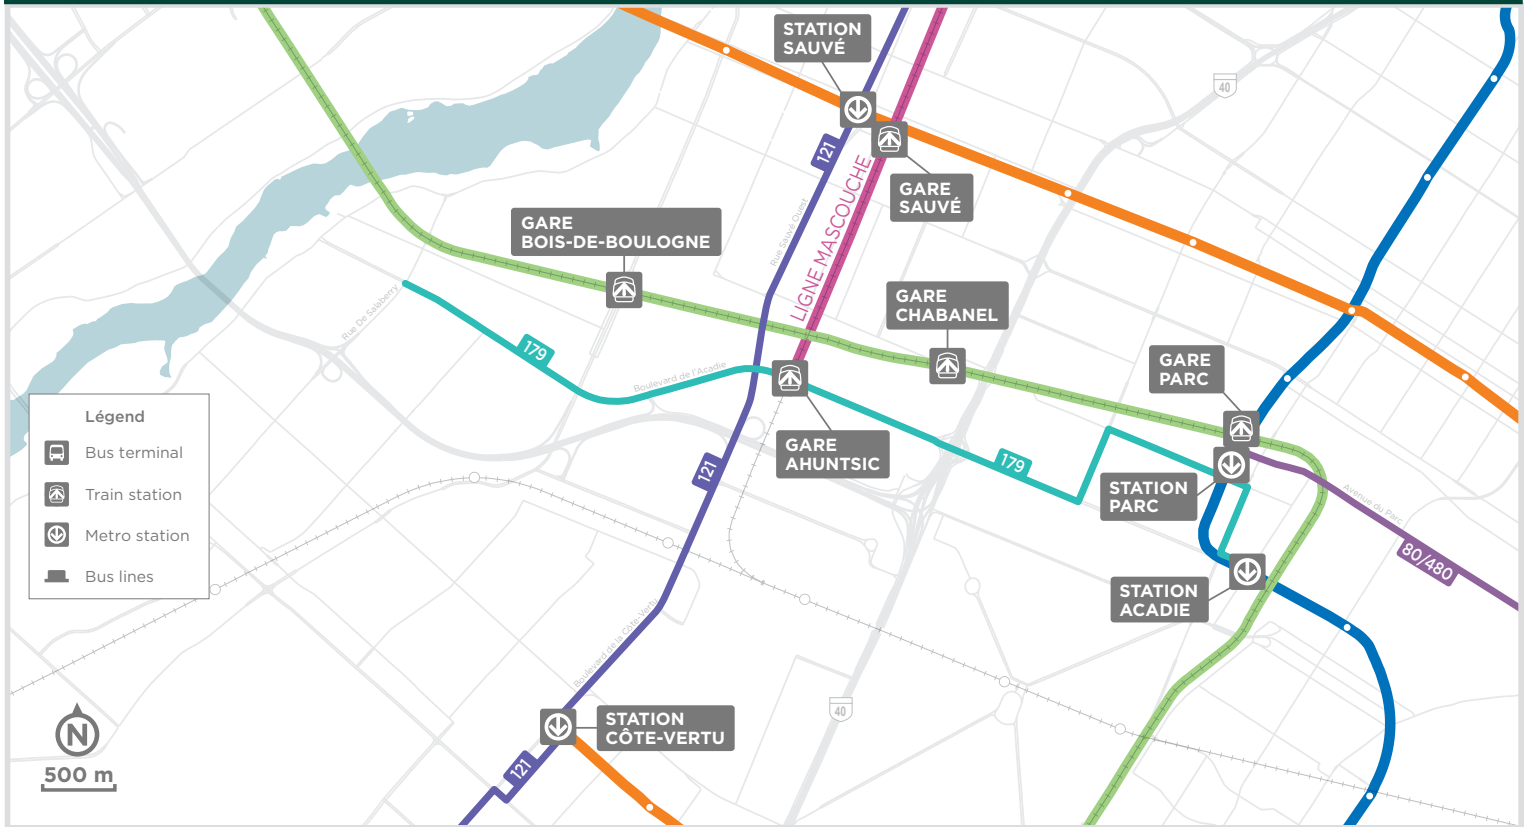 STATION
SAUVÉ
40
121
GARE
SAUVÉ
LIGNE MASCOUCHE
Rue Sauvé Ouest
GARE
BOIS-DE-BOULOGNE
GARE
CHABANEL
Rue De Salaberry
179
Boulevard de l'Acadie
GARE
PARC
Légend
Bus terminal
Train station
Metro station
Bus lines
GARE
AHUNTSIC
121
179
STATION
PARC
Avenue du Parc
80/480
STATION
ACADIE
Boulevard de la Côte-Vertu
40
STATION
CÔTE-VERTU
121
N
500 m